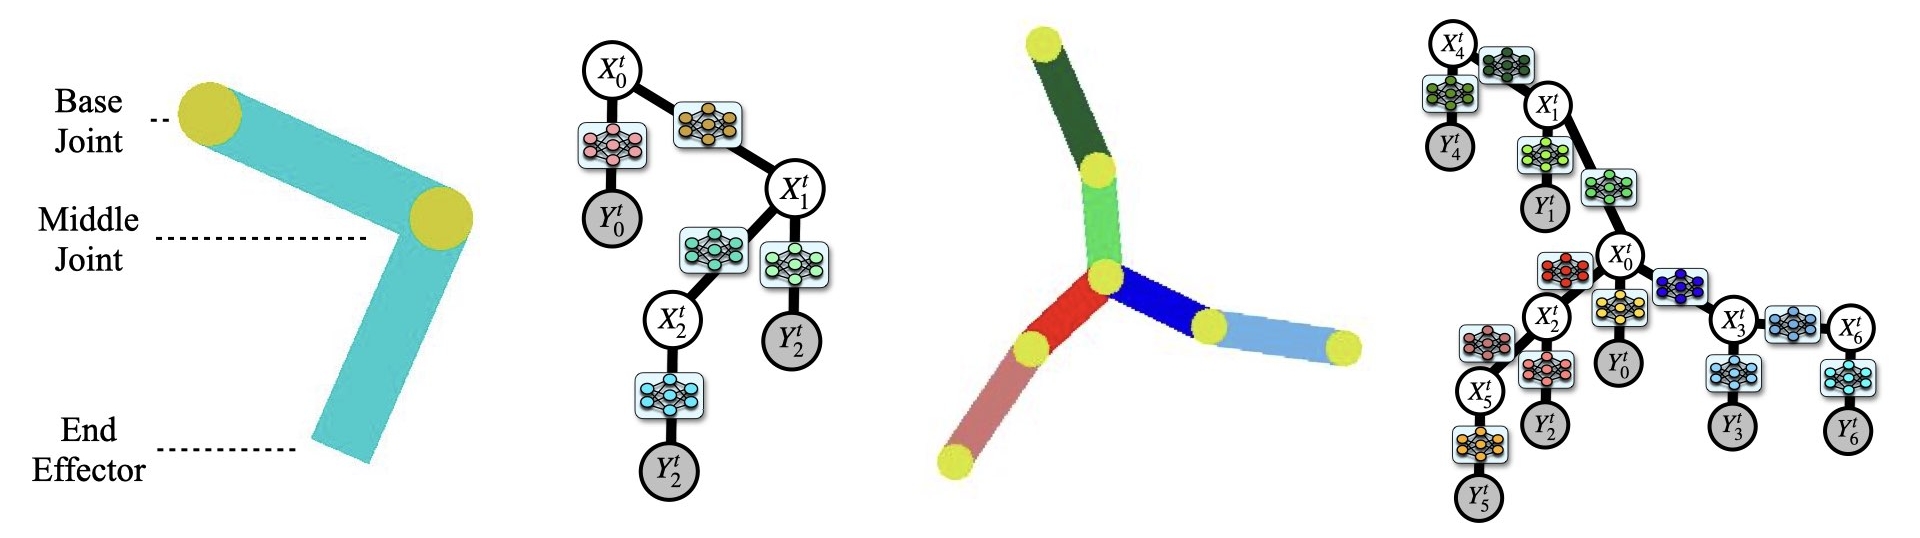 Base
Joint
Middle
Joint
End
Effector
X_0^t
Y_0^t
X_1^t
X_2^t
Y_2^t
Y_2^t
X_4^t
Y_4^t
X_1^t
Y_1^t
X_0^t
X_2^t
Y_0^t
X_3^t
X_6^t
X_5^t
Y_2^t
Y_3^t
Y_6^t
Y_5^t